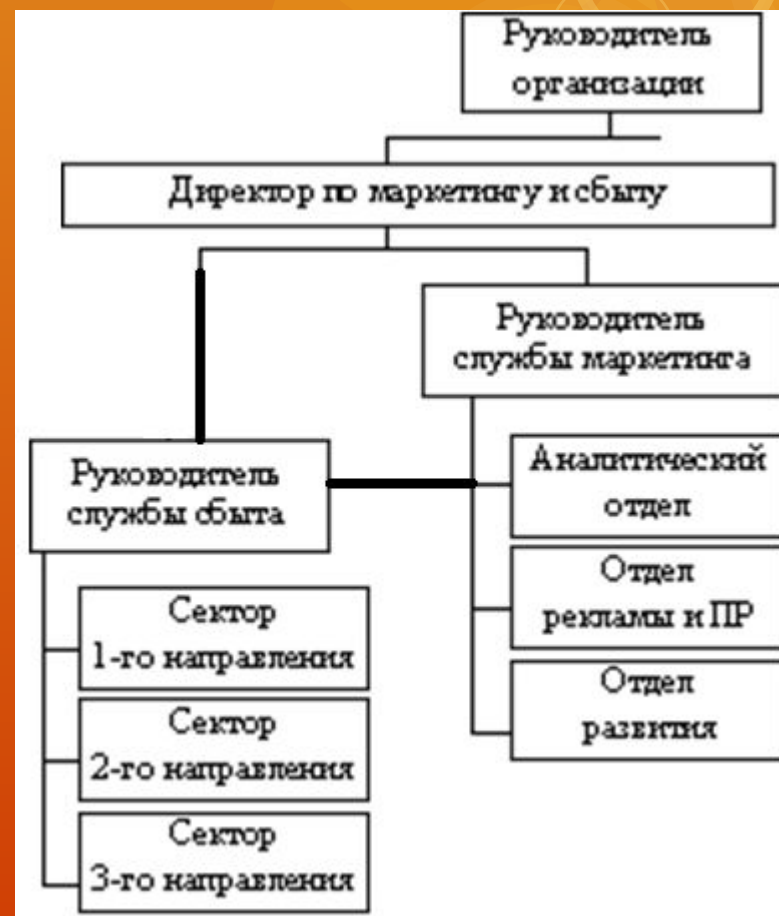 Руководитель
организации
Директор по маркетингу и сбыту
Руководитель
службы маркетинга
Руководитель
службы сбыта
Аналитический
отдел
Отдел
рекламы и ПР
Отдел
развития
Сектор
1-го направления
Сектор
2-го направления
Сектор
3-го направления